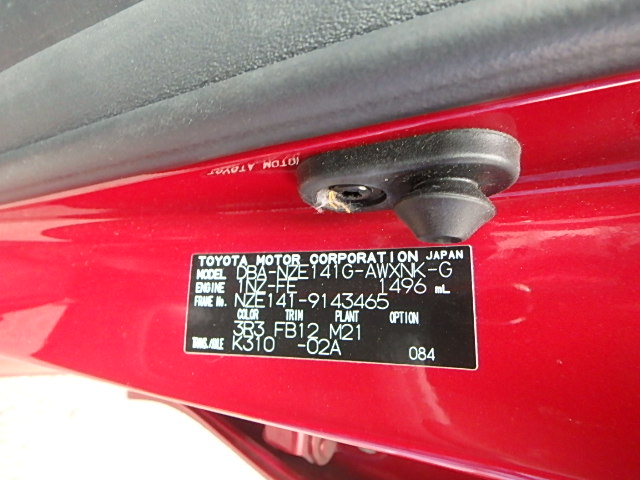 TOYOTA MOTOR CORPORATION JAPAN
MODEL DBA-NZE141G-AWXNK-G
ENGINE 1NZ-FE 1496 mL
FRAME No. NZE141-9143465
COLOR TRIM PLANT OPTION
3R3 FB12 M21
TRANS./AXLE K310 -02A 084